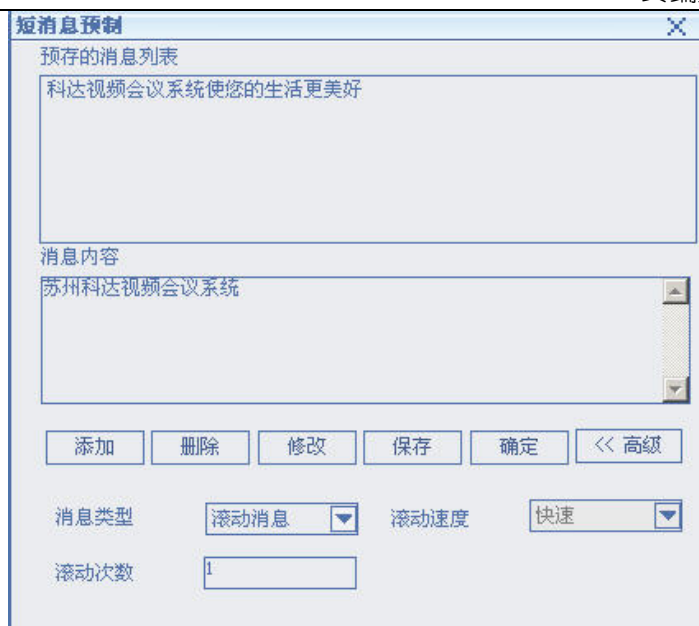 短消息预制
预存的消息列表
科达视频会议系统使您的生活更美好
消息内容
苏州科达视频会议系统
添加 删除 修改 保存 确定 << 高级
消息类型 滚动消息 滚动速度 快速
滚动次数 1